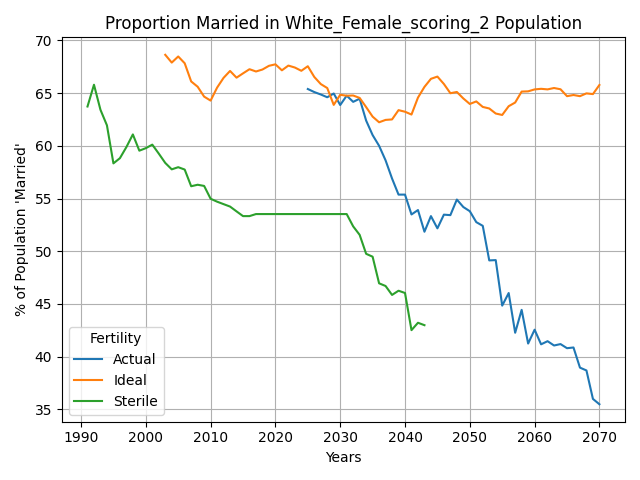 Proportion Married in White_Female_scoring_2 Population
% of Population 'Married'
70
65
60
55
50
45
40
35
Fertility
Actual
Ideal
Sterile
1990 2000 2010 2020 2030 2040 2050 2060 2070
Years